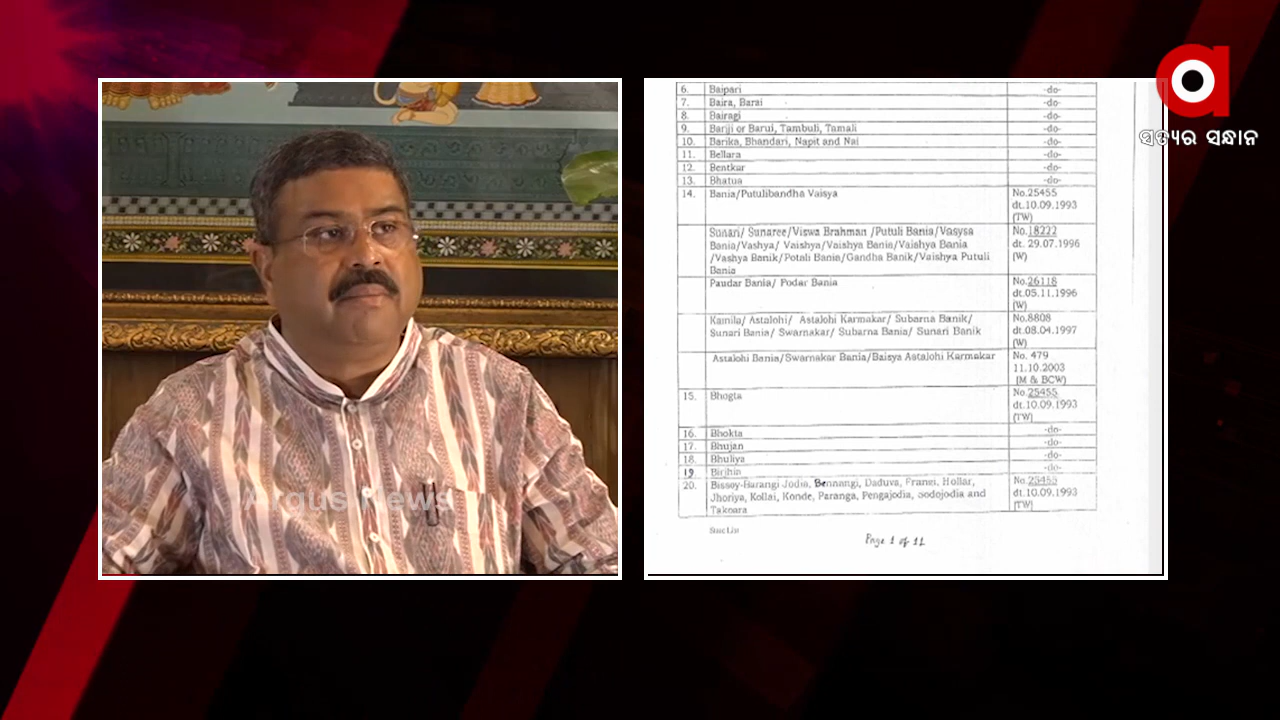 ସତ୍ୟର ସନ୍ଧାନ
Argus News
6. Baipari -do-
7. Baira, Barai -do-
8. Bairagi -do-
9. Bariji or Barui, Tambuli, Tamali -do-
10. Barika, Bhandari, Napit and Nai -do-
11. Bellara -do-
12. Bentkar -do-
13. Bhatua -do-
14. Bania/Putulibandha Vaisya No.25455
dt.10.09.1993
(TW)
Sunari/ Sunaree/Viswa Brahman /Putuli Bania/Vasysa No.18222
Bania/Vashya/ Vaishya/Vaishya Bania/Vaishya Bania dt. 29.07.1996
/Vashya Banik/Potali Bania/Gandha Banik/Vaishya Putuli (W)
Bania
Paudar Bania/ Podar Bania No.26118
dt.05.11.1996
(W)
Kamila/ Astalohi/ Astalohi Karmakar/ Subarna Banik/ No.8808
Sunari Bania/ Swarnakar/ Subarna Bania/ Sunari Banik dt.08.04.1997
(W)
Astalohi Bania/Swarnakar Bania/Baisya Astalohi Karmakar No. 479
11.10.2003
(M & BCW)
15. Bhogta No.25455
dt.10.09.1993
(TW)
16. Bhokta -do-
17. Bhujan -do-
18. Bhuliya -do-
19. Birjhin -do-
20. Bissoy-Barangi Jodia, Bennangi, Daduva, Frangi, Hollar, No.25455
Jhoriya, Kollai, Konde, Paranga, Pengajodia, Sodojodia and dt.10.09.1993
Takoara (TW)
Page 1 of 11